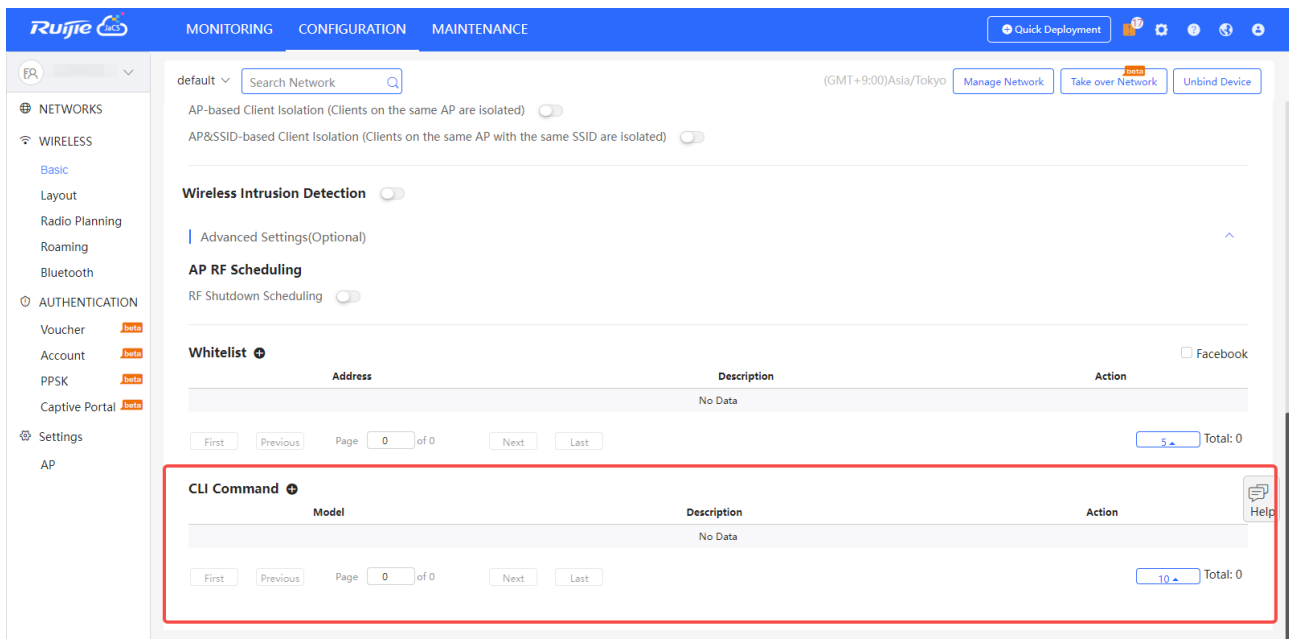 Ruijie JaCS MONITORING CONFIGURATION MAINTENANCE Quick Deployment 17
default Search Network (GMT+9:00)Asia/Tokyo Manage Network Take over Network beta Unbind Device
NETWORKS
WIRELESS
Basic
Layout
Radio Planning
Roaming
Bluetooth
AUTHENTICATION
Voucher beta
Account beta
PPSK beta
Captive Portal beta
Settings
AP
AP-based Client Isolation (Clients on the same AP are isolated)
AP&SSID-based Client Isolation (Clients on the same AP with the same SSID are isolated)
Wireless Intrusion Detection
Advanced Settings(Optional)
AP RF Scheduling
RF Shutdown Scheduling
Whitelist Facebook
Address Description Action
No Data
First Previous Page 0 of 0 Next Last 5 Total: 0
CLI Command
Model Description Action
No Data
First Previous Page 0 of 0 Next Last 10 Total: 0
Help